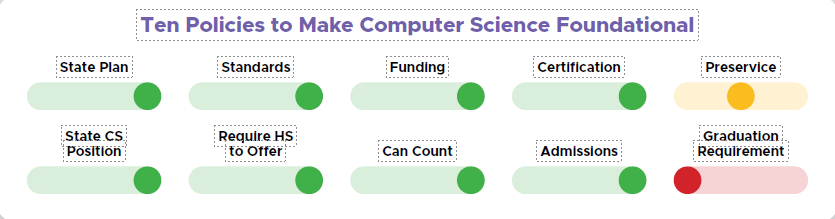 Ten Policies to Make Computer Science Foundational
State Plan
Standards
Funding
Certification
Preservice
State CS
Position
Require HS
to Offer
Can Count
Admissions
Graduation
Requirement